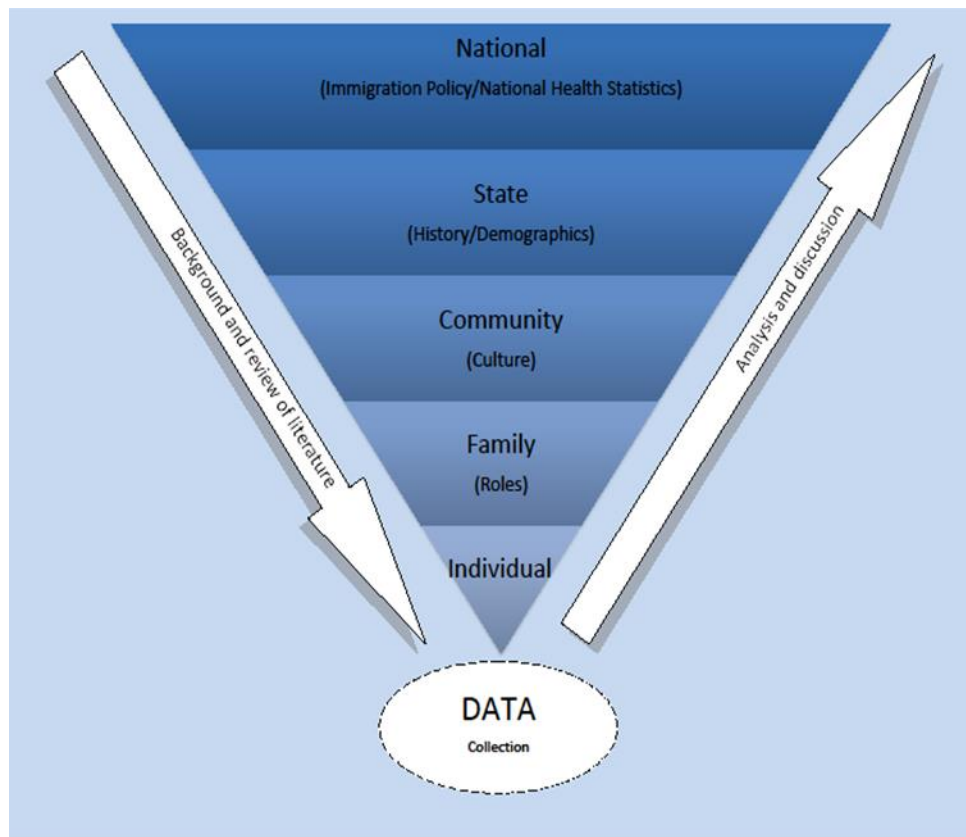 National
(Immigration Policy/National Health Statistics)
State
(History/Demographics)
Community
(Culture)
Family
(Roles)
Individual
Background and review of literature
Analysis and discussion
DATA
Collection